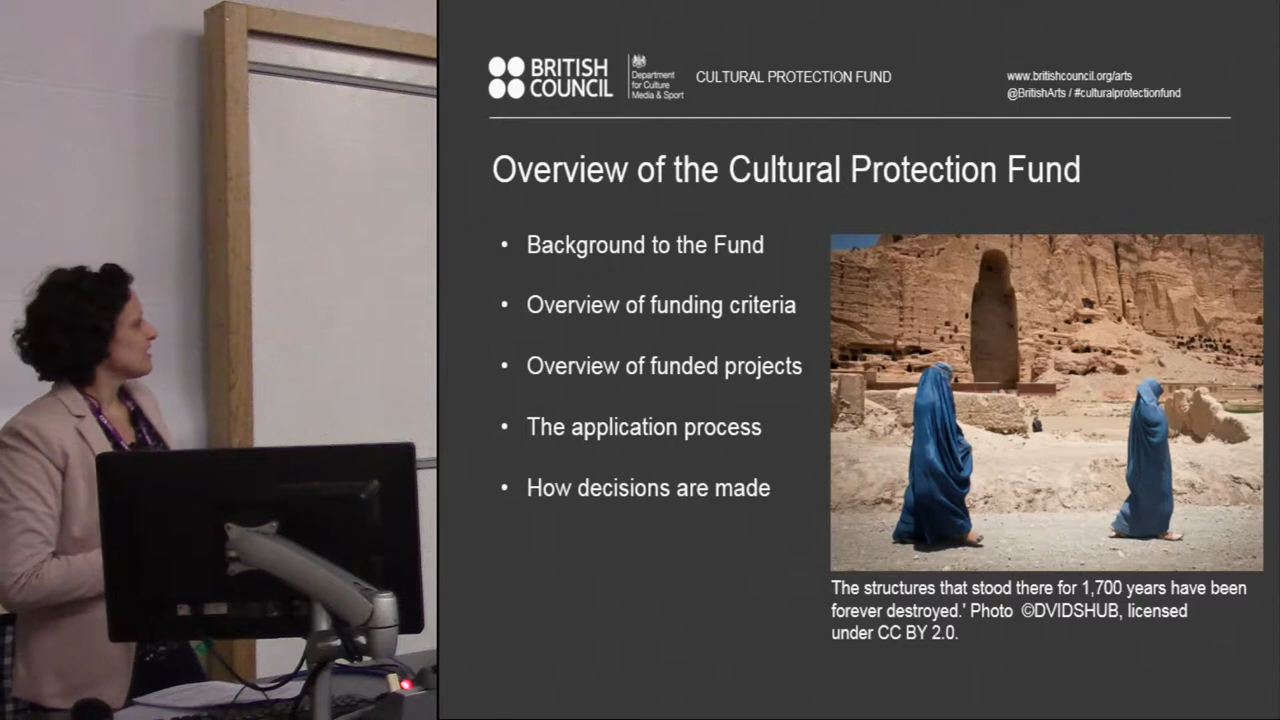 BRITISH
COUNCIL
Department
for Culture
Media & Sport
CULTURAL PROTECTION FUND
www.britishcouncil.org/arts
@BritishArts / #culturalprotectionfund
Overview of the Cultural Protection Fund
• Background to the Fund
• Overview of funding criteria
• Overview of funded projects
• The application process
• How decisions are made
The structures that stood there for 1,700 years have been
forever destroyed.' Photo ©DVIDSHUB, licensed
under CC BY 2.0.